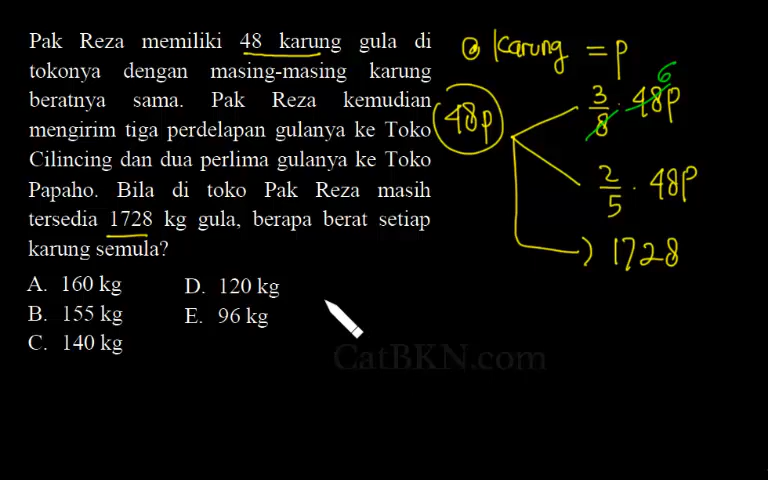 Pak Reza memiliki 48 karung gula di
tokonya dengan masing-masing karung
beratnya sama. Pak Reza kemudian
mengirim tiga perdelapan gulanya ke Toko
Cilincing dan dua perlima gulanya ke Toko
Papaho. Bila di toko Pak Reza masih
tersedia 1728 kg gula, berapa berat setiap
karung semula?
A. 160 kg
B. 155 kg
C. 140 kg
D. 120 kg
E. 96 kg
Karung = p
48p
3/8 . 48p
6
2/5 . 48p
1728
CatBKN.com